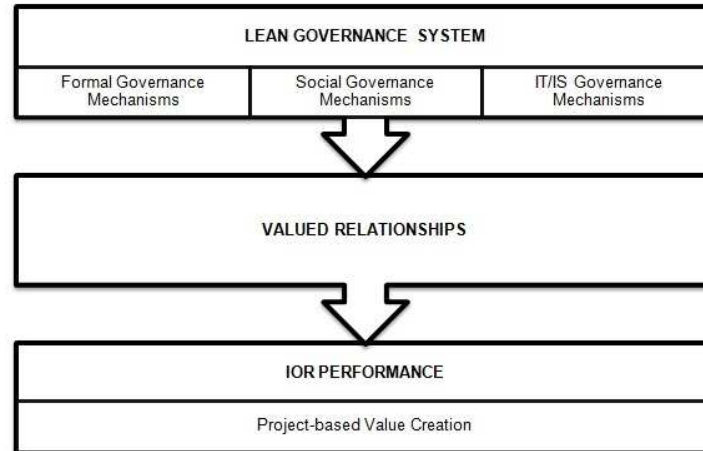 LEAN GOVERNANCE SYSTEM
Formal Governance
Mechanisms
Social Governance
Mechanisms
IT/IS Governance
Mechanisms
VALUED RELATIONSHIPS
IOR PERFORMANCE
Project-based Value Creation